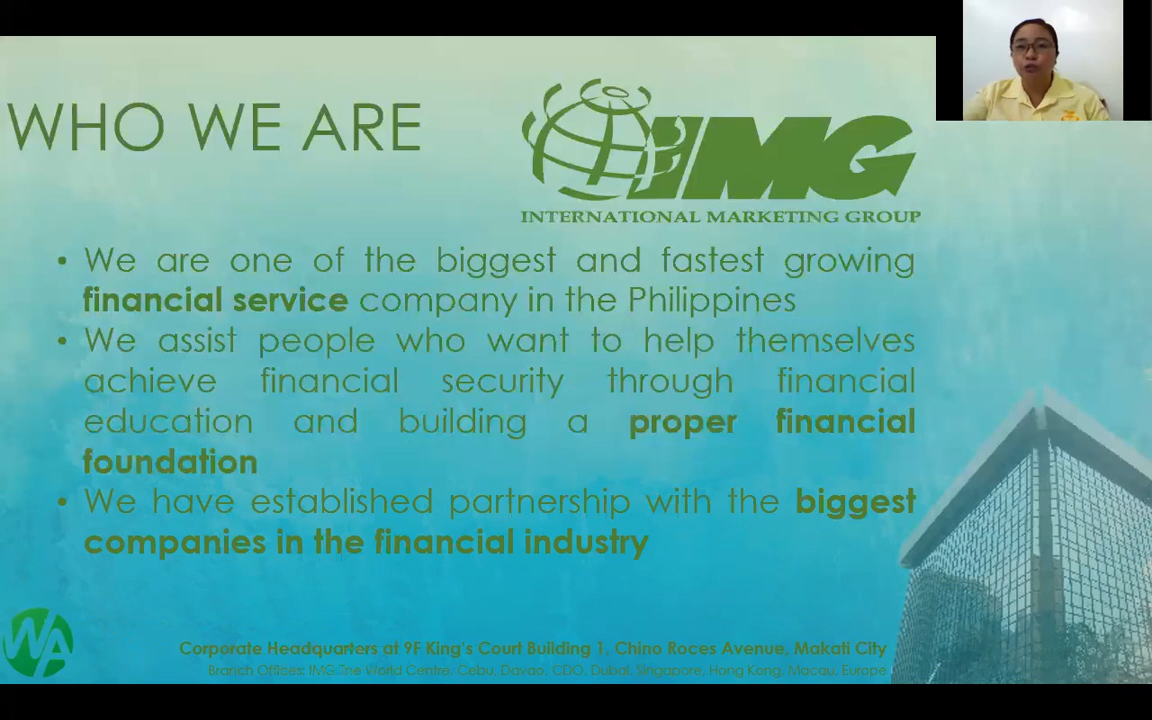 WHO WE ARE
IMG
INTERNATIONAL MARKETING GROUP
• We are one of the biggest and fastest growing
financial service company in the Philippines
• We assist people who want to help themselves
achieve financial security through financial
education and building a proper financial
foundation
• We have established partnership with the biggest
companies in the financial industry
WA
Corporate Headquarters at 9F King's Court Building 1, Chino Roces Avenue, Makati City
Branch Offices: IMG The World Centre, Cebu, Davao, CDO, Dubai, Singapore, Hong Kong, Macau, Europe